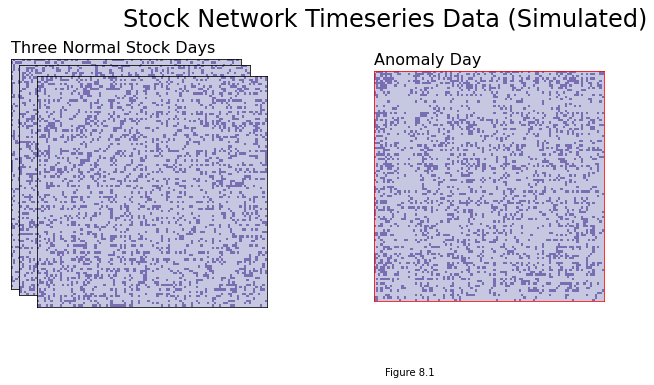 Stock Network Timeseries Data (Simulated)
Three Normal Stock Days
Anomaly Day
Figure 8.1